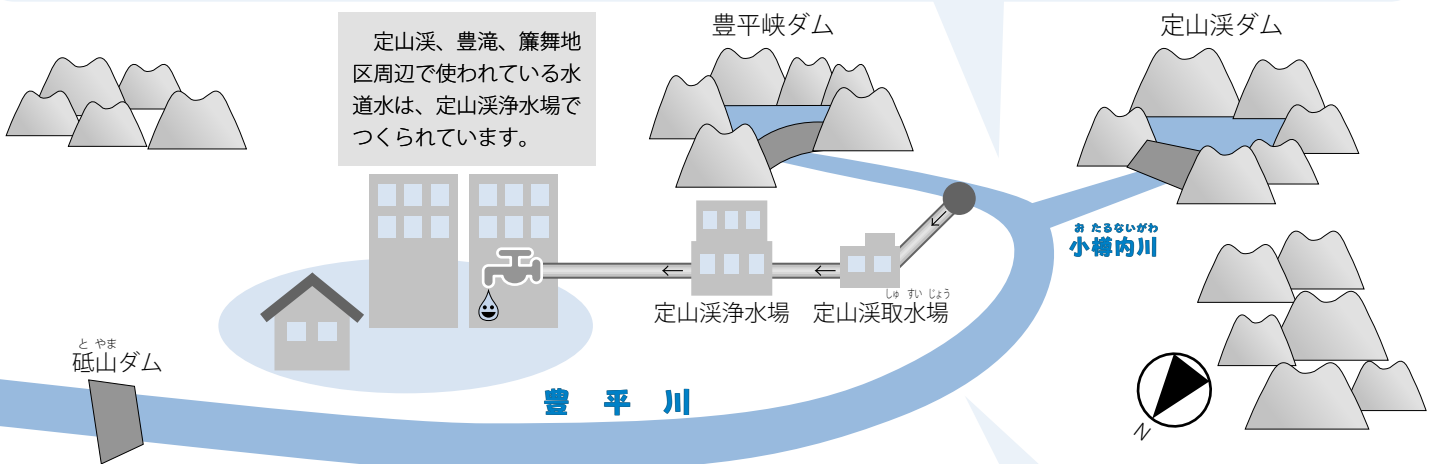 定山渓、豊滝、簾舞地
区周辺で使われている水
道水は、定山渓浄水場で
つくられています。
豊平峡ダム
定山渓ダム
お たるないがわ
小樽内川
定山渓浄水場
しゅ すい じょう
定山渓取水場
と やま
砥山ダム
豊平川
N